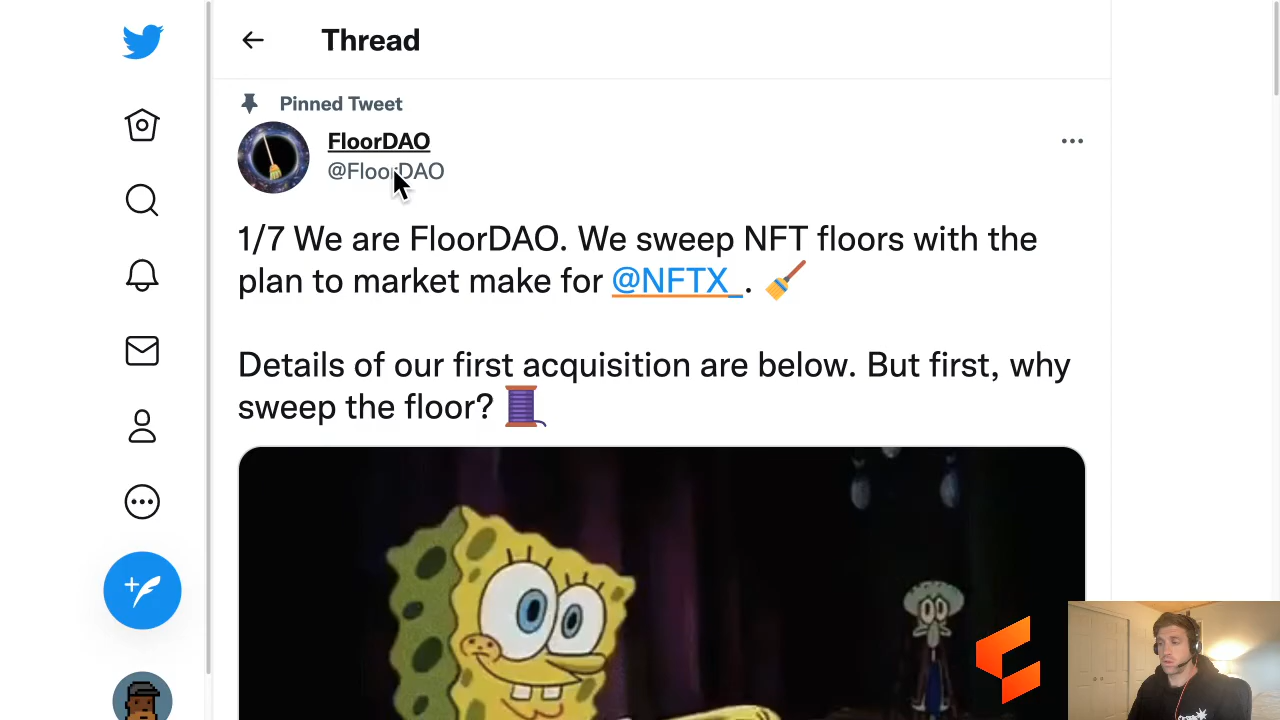 Thread
Pinned Tweet
FloorDAO
@FloorDAO
1/7 We are FloorDAO. We sweep NFT floors with the
plan to market make for @NFTX_. 🧹
Details of our first acquisition are below. But first, why
sweep the floor? 🧵